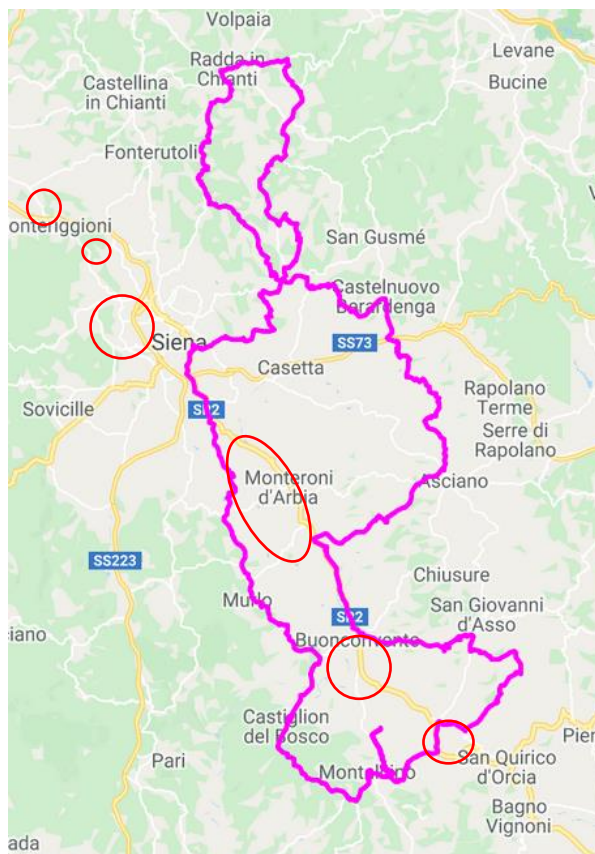 Volpaia
Radda in
Chianti
Levane
Bucine
Castellina
in Chianti
Fonterutoli
onteriggioni
San Gusmé
Castelnuovo
Berardenga
Siena
SS73
Casetta
Rapolano
Terme
Sovicille
SR2
Serre di
Rapolano
Monteroni
d'Arbia
Asciano
SS223
Chiusure
Murlo
SR2
San Giovanni
d'Asso
ciano
Buonconvento
Castiglion
del Bosco
Pari
Montalcino
San Quirico
d'Orcia
Pier
Bagno
Vignoni
ada